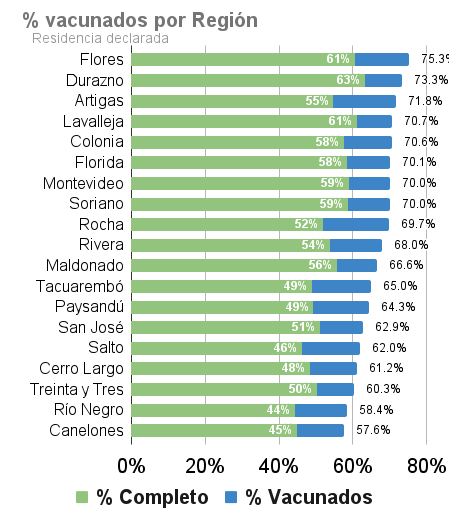 % vacunados por Región
Residencia declarada
Flores 61% 75.3%
Durazno 63% 73.3%
Artigas 55% 71.8%
Lavalleja 61% 70.7%
Colonia 58% 70.6%
Florida 58% 70.1%
Montevideo 59% 70.0%
Soriano 59% 70.0%
Rocha 52% 69.7%
Rivera 54% 68.0%
Maldonado 56% 66.6%
Tacuarembó 49% 65.0%
Paysandú 49% 64.3%
San José 51% 62.9%
Salto 46% 62.0%
Cerro Largo 48% 61.2%
Treinta y Tres 50% 60.3%
Río Negro 44% 58.4%
Canelones 45% 57.6%
0% 20% 40% 60% 80%
% Completo % Vacunados